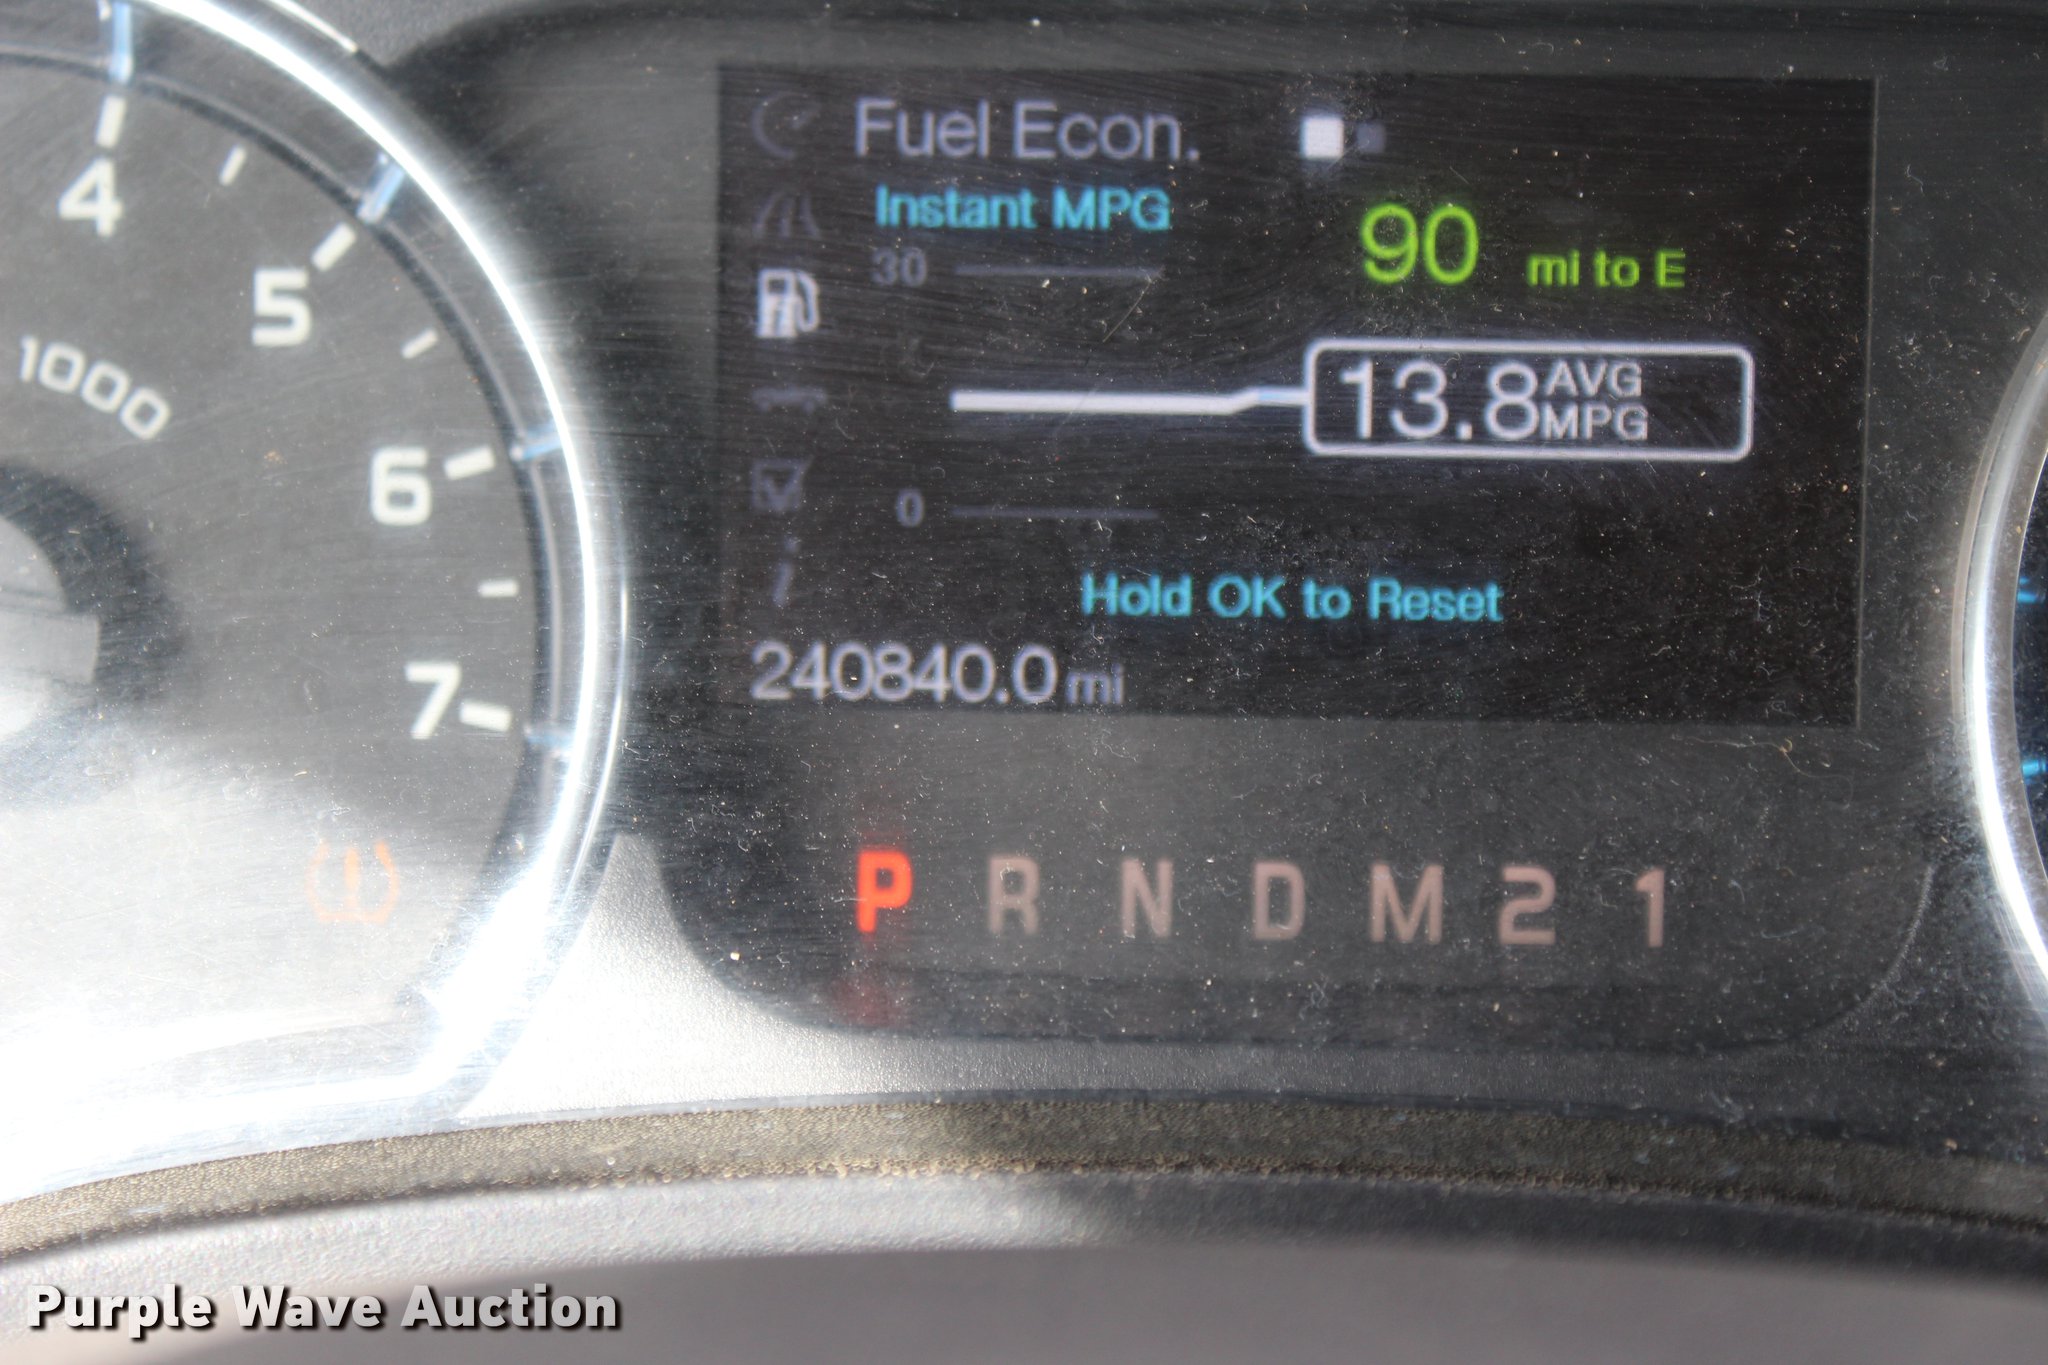 4
5
6
7
1000
Fuel Econ.
Instant MPG
30
90 mi to E
13.8 AVG MPG
0
Hold OK to Reset
240840.0 mi
P R N D M 2 1
Purple Wave Auction